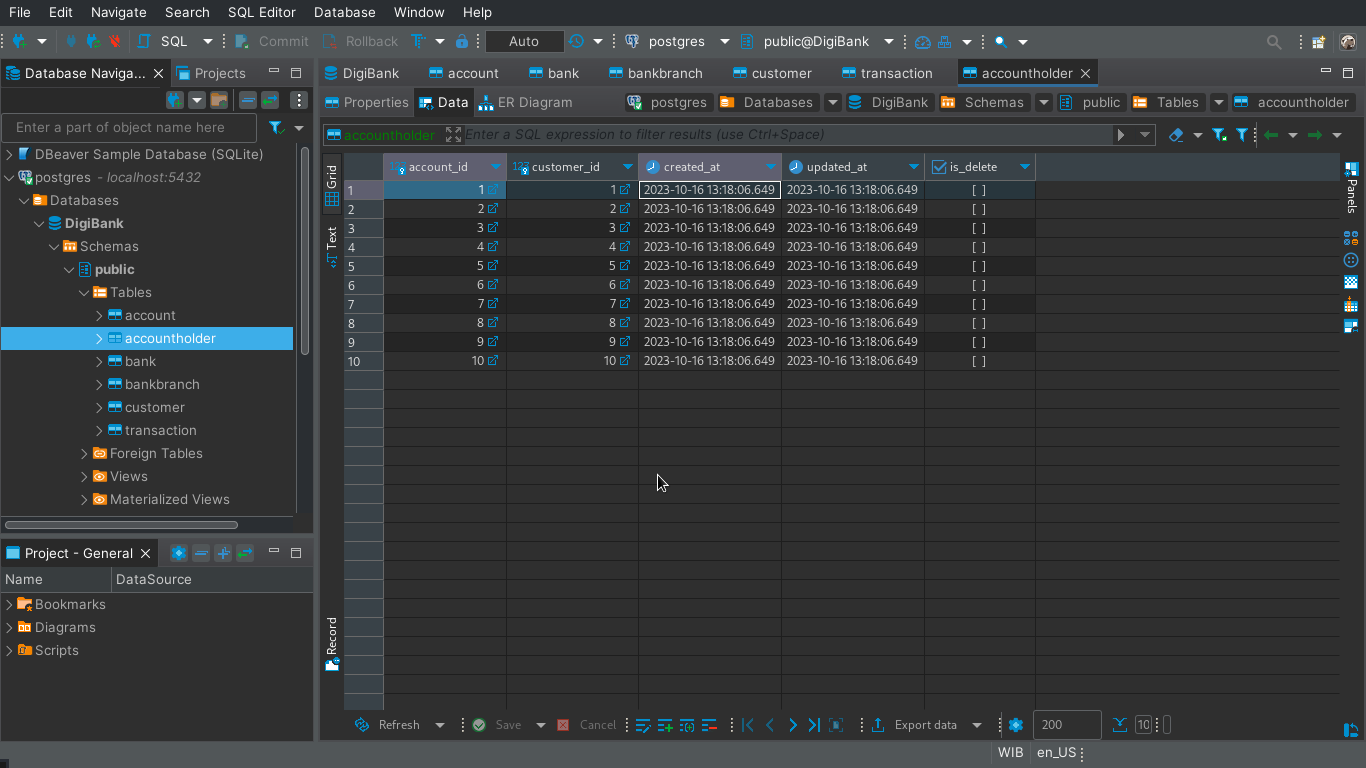 File Edit Navigate Search SQL Editor Database Window Help
SQL Commit Rollback Auto postgres public@DigiBank
Database Naviga... Projects
Enter a part of object name here
DBeaver Sample Database (SQLite)
postgres - localhost:5432
Databases
DigiBank
Schemas
public
Tables
account
accountholder
bank
bankbranch
customer
transaction
Foreign Tables
Views
Materialized Views
Project - General
Name DataSource
Bookmarks
Diagrams
Scripts
DigiBank account bank bankbranch customer transaction accountholder
Properties Data ER Diagram postgres Databases DigiBank Schemas public Tables accountholder
accountholder Enter a SQL expression to filter results (use Ctrl+Space)
Grid
Text
Record
account_id customer_id created_at updated_at is_delete
1 1 1 2023-10-16 13:18:06.649 2023-10-16 13:18:06.649 [ ]
2 2 2 2023-10-16 13:18:06.649 2023-10-16 13:18:06.649 [ ]
3 3 3 2023-10-16 13:18:06.649 2023-10-16 13:18:06.649 [ ]
4 4 4 2023-10-16 13:18:06.649 2023-10-16 13:18:06.649 [ ]
5 5 5 2023-10-16 13:18:06.649 2023-10-16 13:18:06.649 [ ]
6 6 6 2023-10-16 13:18:06.649 2023-10-16 13:18:06.649 [ ]
7 7 7 2023-10-16 13:18:06.649 2023-10-16 13:18:06.649 [ ]
8 8 8 2023-10-16 13:18:06.649 2023-10-16 13:18:06.649 [ ]
9 9 9 2023-10-16 13:18:06.649 2023-10-16 13:18:06.649 [ ]
10 10 10 2023-10-16 13:18:06.649 2023-10-16 13:18:06.649 [ ]
Panels
Refresh Save Cancel Export data 200 10
WIB en_US